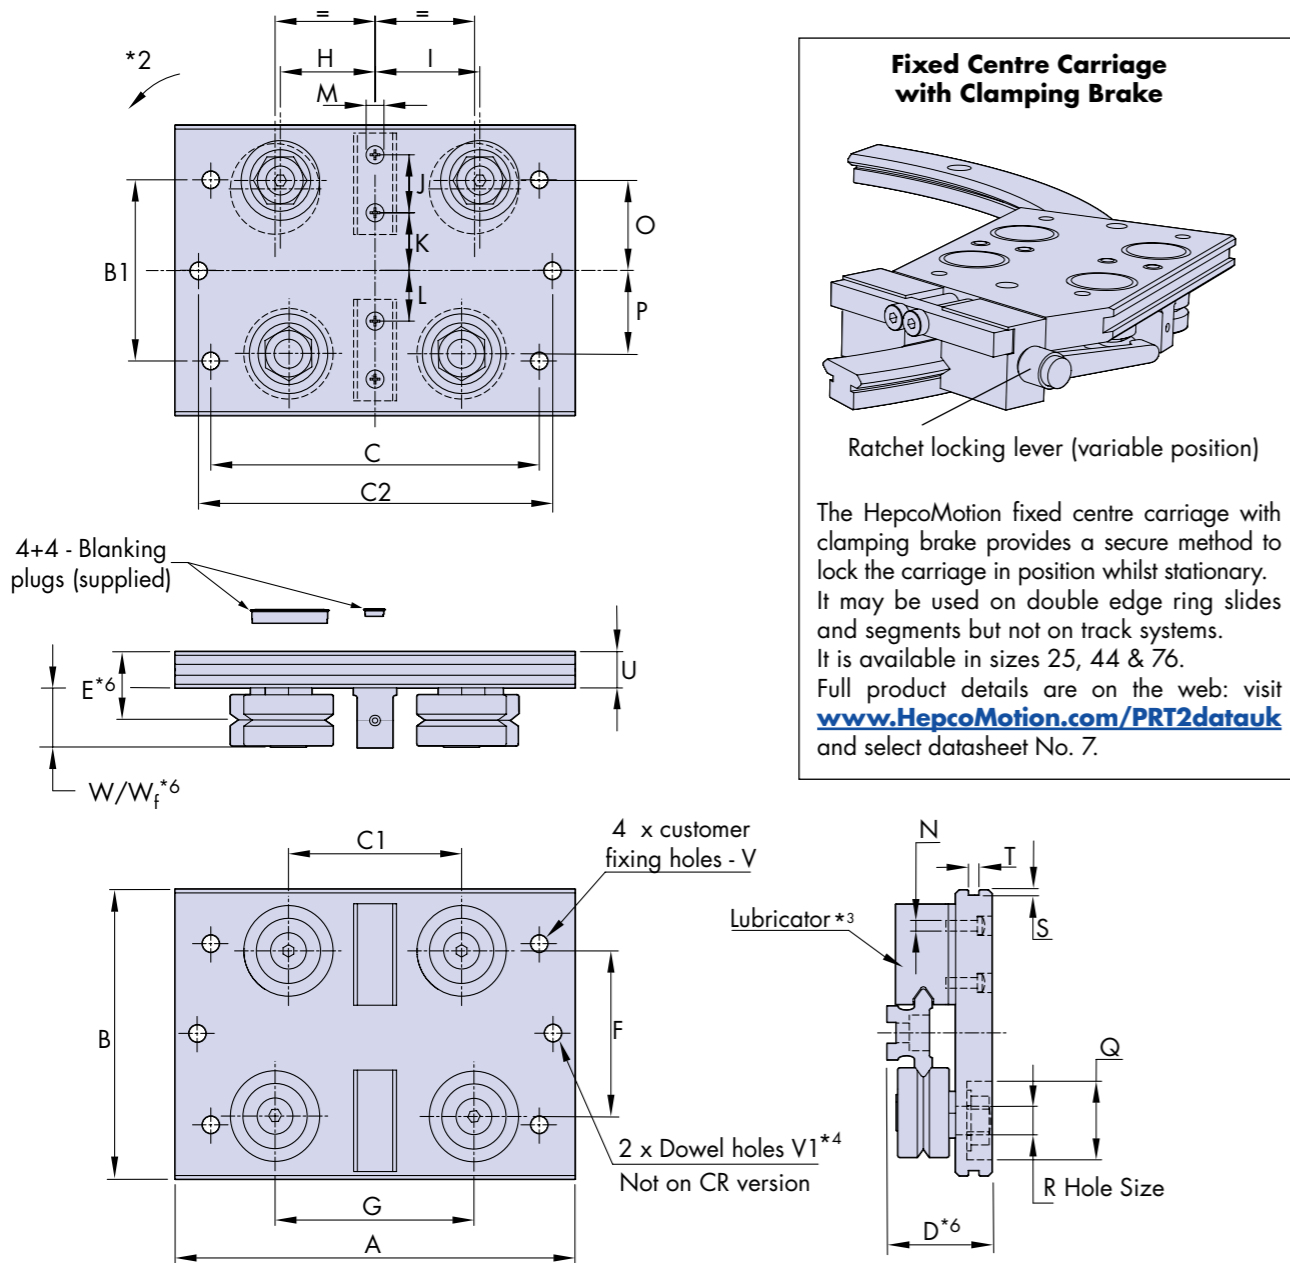 = =
*2
H I
M
J
K
L
O
P
B1
C
C2
Fixed Centre Carriage
with Clamping Brake
Ratchet locking lever (variable position)
The HepcoMotion fixed centre carriage with
clamping brake provides a secure method to
lock the carriage in position whilst stationary.
It may be used on double edge ring slides
and segments but not on track systems.
It is available in sizes 25, 44 & 76.
Full product details are on the web: visit
www.HepcoMotion.com/PRT2datauk
and select datasheet No. 7.
4+4 - Blanking
plugs (supplied)
E*6
U
W/Wf*6
C1
4 x customer
fixing holes - V
B
F
2 x Dowel holes V1*4
Not on CR version
G
A
N
T
S
Lubricator*3
Q
R Hole Size
D*6